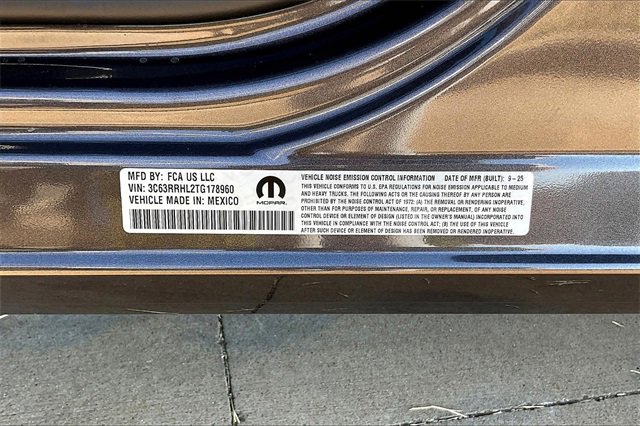 MFD BY: FCA US LLC
VIN: 3C63RRHL2TG178960
VEHICLE MADE IN: MEXICO
MOPAR
VEHICLE NOISE EMISSION CONTROL INFORMATION DATE OF MFR (BUILT): 9-25
THIS VEHICLE CONFORMS TO U.S. EPA REGULATIONS FOR NOISE EMISSION APPLICABLE TO MEDIUM
AND HEAVY TRUCKS. THE FOLLOWING ACTS OR THE CAUSING THEREOF BY ANY PERSON ARE
PROHIBITED BY THE NOISE CONTROL ACT OF 1972: (A) THE REMOVAL OR RENDERING INOPERATIVE,
OTHER THAN FOR PURPOSES OF MAINTENANCE, REPAIR, OR REPLACEMENT, OF ANY NOISE
CONTROL DEVICE OR ELEMENT OF DESIGN (LISTED IN THE OWNER'S MANUAL) INCORPORATED INTO
THIS VEHICLE IN COMPLIANCE WITH THE NOISE CONTROL ACT; (B) THE USE OF THIS VEHICLE AFTER
SUCH DEVICE OR ELEMENT OF DESIGN HAS BEEN REMOVED OR RENDERED INOPERATIVE.